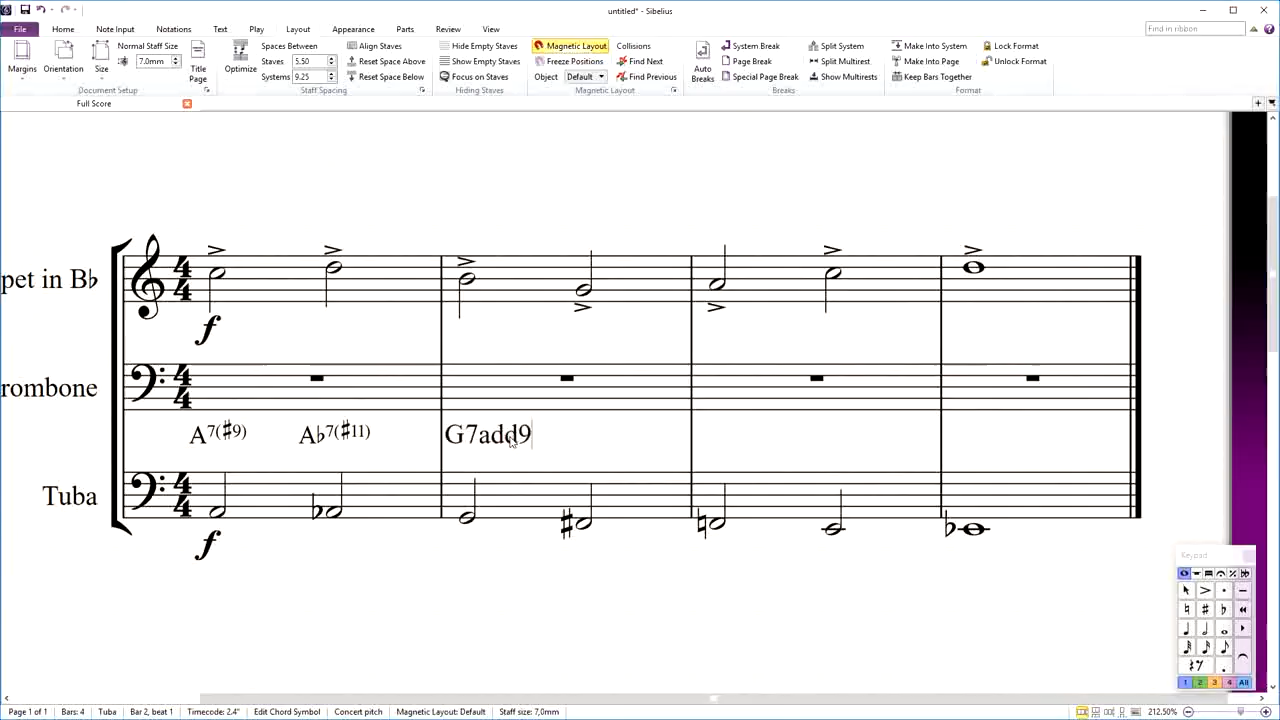 untitled* - Sibelius
File Home Note Input Notations Text Play Layout Appearance Parts Review View Find in ribbon
Margins Orientation Size Normal Staff Size 7.0mm Title Page Document Setup
Optimize Spaces Between Staves 5.50 Systems 9.25 Align Staves Reset Space Above Reset Space Below Staff Spacing
Hide Empty Staves Show Empty Staves Focus on Staves Hiding Staves
Magnetic Layout Freeze Positions Object Default Collisions Find Next Find Previous Magnetic Layout
Auto Breaks System Break Page Break Special Page Break Split System Split Multirest Show Multirests Breaks
Make Into System Make Into Page Keep Bars Together Lock Format Unlock Format Format
Full Score
pet in B♭
f
rombone
A7(♯9) A♭7(♯11) G7add9
Tuba
f
Keypad
1 2 3 4 All
Page 1 of 1 Bars: 4 Tuba Bar 2, beat 1 Timecode: 2.4" Edit Chord Symbol Concert pitch Magnetic Layout: Default Staff size: 7.0mm 212.50%